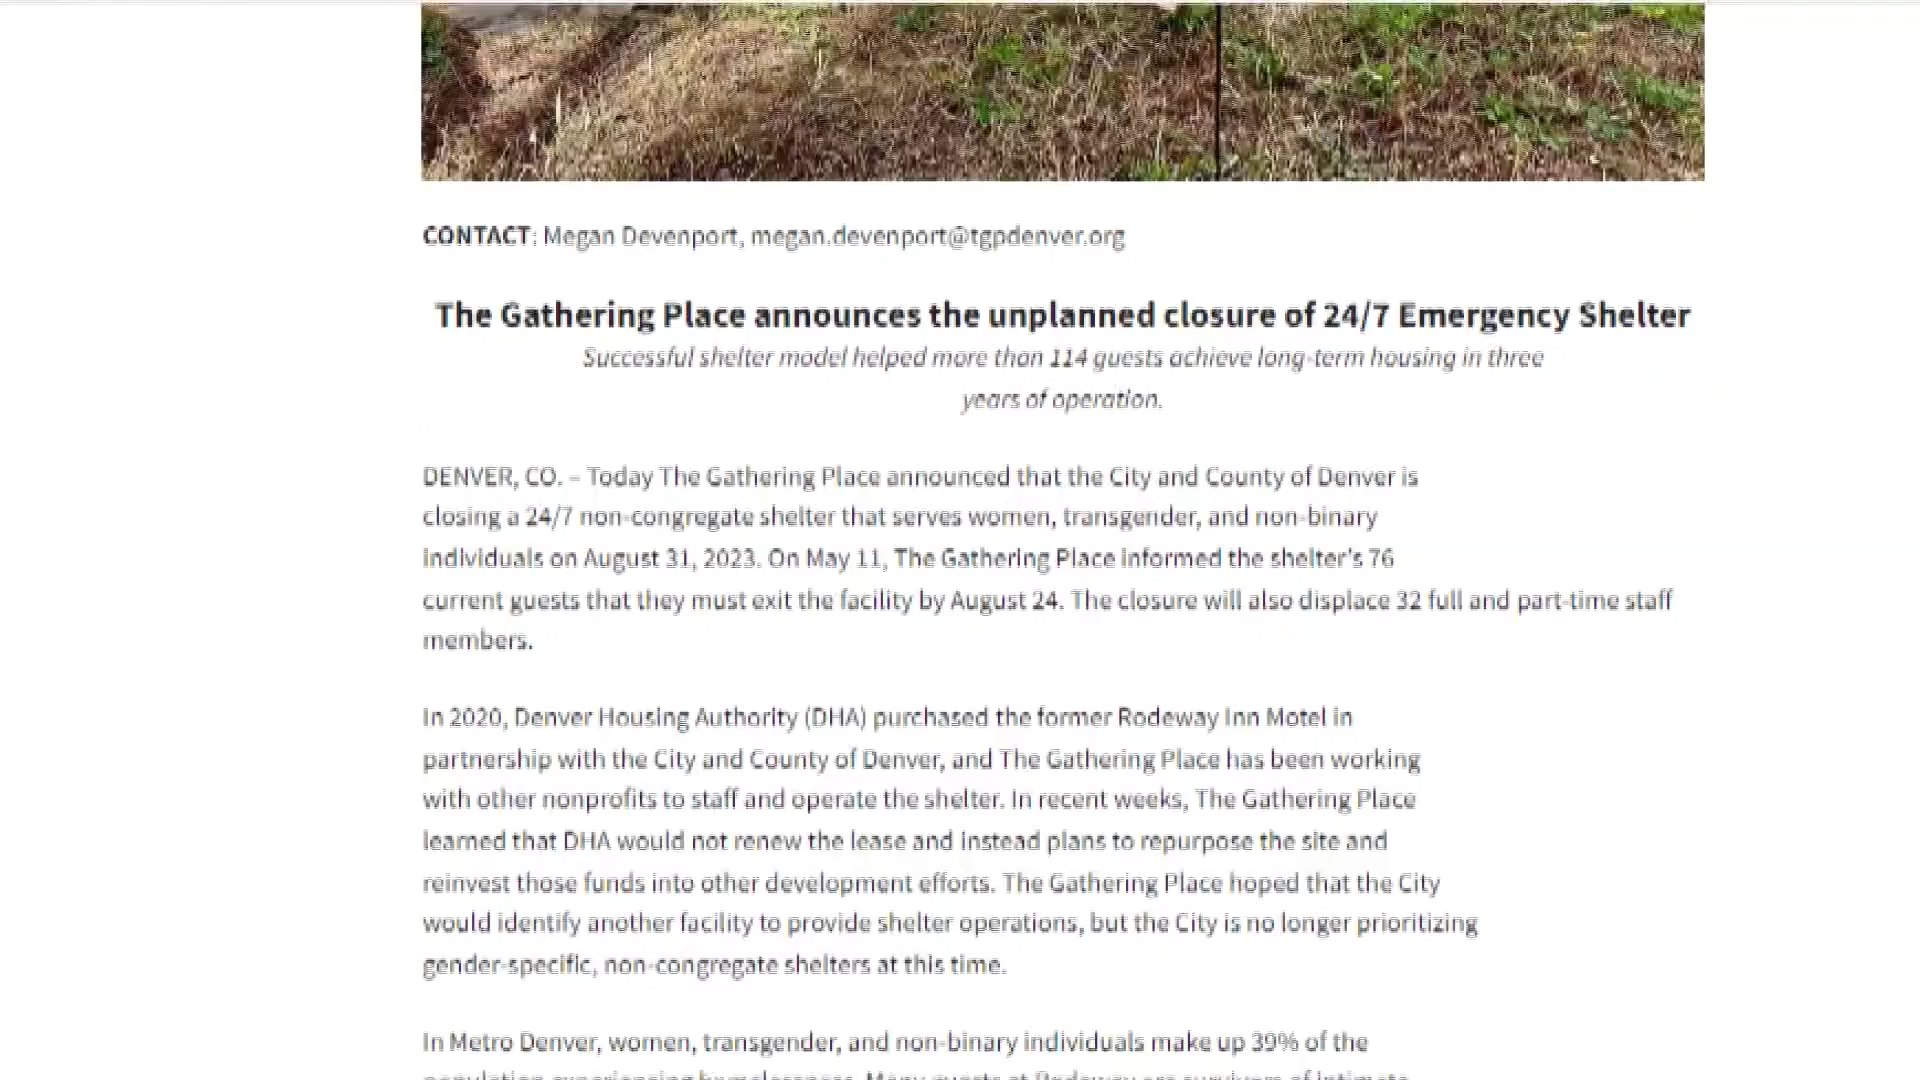 CONTACT: Megan Devenport, megan.devenport@tgpdenver.org
The Gathering Place announces the unplanned closure of 24/7 Emergency Shelter
Successful shelter model helped more than 114 guests achieve long-term housing in three
years of operation.
DENVER, CO. – Today The Gathering Place announced that the City and County of Denver is
closing a 24/7 non-congregate shelter that serves women, transgender, and non-binary
individuals on August 31, 2023. On May 11, The Gathering Place informed the shelter's 76
current guests that they must exit the facility by August 24. The closure will also displace 32 full and part-time staff
members.
In 2020, Denver Housing Authority (DHA) purchased the former Rodeway Inn Motel in
partnership with the City and County of Denver, and The Gathering Place has been working
with other nonprofits to staff and operate the shelter. In recent weeks, The Gathering Place
learned that DHA would not renew the lease and instead plans to repurpose the site and
reinvest those funds into other development efforts. The Gathering Place hoped that the City
would identify another facility to provide shelter operations, but the City is no longer prioritizing
gender-specific, non-congregate shelters at this time.
In Metro Denver, women, transgender, and non-binary individuals make up 39% of the